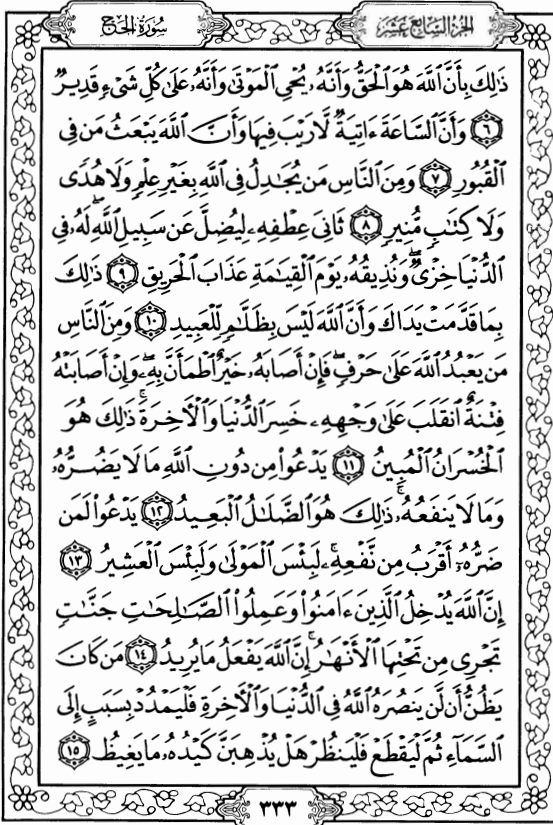 الجزء السابع عشر سورة الحج
ذَٰلِكَ بِأَنَّ ٱللَّهَ هُوَ ٱلْحَقُّ وَأَنَّهُۥ يُحْىِ ٱلْمَوْتَىٰ وَأَنَّهُۥ عَلَىٰ كُلِّ شَىْءٍ قَدِيرٌ
٦ وَأَنَّ ٱلسَّاعَةَ ءَاتِيَةٌ لَّا رَيْبَ فِيهَا وَأَنَّ ٱللَّهَ يَبْعَثُ مَن فِى
ٱلْقُبُورِ ٧ وَمِنَ ٱلنَّاسِ مَن يُجَٰدِلُ فِى ٱللَّهِ بِغَيْرِ عِلْمٍ وَلَا هُدًى
وَلَا كِتَٰبٍ مُّنِيرٍ ٨ ثَانِىَ عِطْفِهِۦ لِيُضِلَّ عَن سَبِيلِ ٱللَّهِ ۖ لَهُۥ فِى
ٱلدُّنْيَا خِزْىٌ ۖ وَنُذِيقُهُۥ يَوْمَ ٱلْقِيَٰمَةِ عَذَابَ ٱلْحَرِيقِ ٩ ذَٰلِكَ
بِمَا قَدَّمَتْ يَدَاكَ وَأَنَّ ٱللَّهَ لَيْسَ بِظَلَّٰمٍ لِّلْعَبِيدِ ١٠ وَمِنَ ٱلنَّاسِ
مَن يَعْبُدُ ٱللَّهَ عَلَىٰ حَرْفٍ ۖ فَإِنْ أَصَابَهُۥ خَيْرٌ ٱطْمَأَنَّ بِهِۦ ۖ وَإِنْ أَصَابَتْهُ
فِتْنَةٌ ٱنقَلَبَ عَلَىٰ وَجْهِهِۦ خَسِرَ ٱلدُّنْيَا وَٱلْءَاخِرَةَ ۚ ذَٰلِكَ هُوَ
ٱلْخُسْرَانُ ٱلْمُبِينُ ١١ يَدْعُوا۟ مِن دُونِ ٱللَّهِ مَا لَا يَضُرُّهُۥ
وَمَا لَا يَنفَعُهُۥ ۚ ذَٰلِكَ هُوَ ٱلضَّلَٰلُ ٱلْبَعِيدُ ١٢ يَدْعُوا۟ لَمَن
ضَرُّهُۥٓ أَقْرَبُ مِن نَّفْعِهِۦ ۚ لَبِئْسَ ٱلْمَوْلَىٰ وَلَبِئْسَ ٱلْعَشِيرُ ١٣
إِنَّ ٱللَّهَ يُدْخِلُ ٱلَّذِينَ ءَامَنُوا۟ وَعَمِلُوا۟ ٱلصَّٰلِحَٰتِ جَنَّٰتٍ
تَجْرِى مِن تَحْتِهَا ٱلْأَنْهَٰرُ ۚ إِنَّ ٱللَّهَ يَفْعَلُ مَا يُرِيدُ ١٤ مَن كَانَ
يَظُنُّ أَن لَّن يَنصُرَهُ ٱللَّهُ فِى ٱلدُّنْيَا وَٱلْءَاخِرَةِ فَلْيَمْدُدْ بِسَبَبٍ إِلَى
ٱلسَّمَآءِ ثُمَّ لْيَقْطَعْ فَلْيَنظُرْ هَلْ يُذْهِبَنَّ كَيْدُهُۥ مَا يَغِيظُ ١٥
٣٣٣